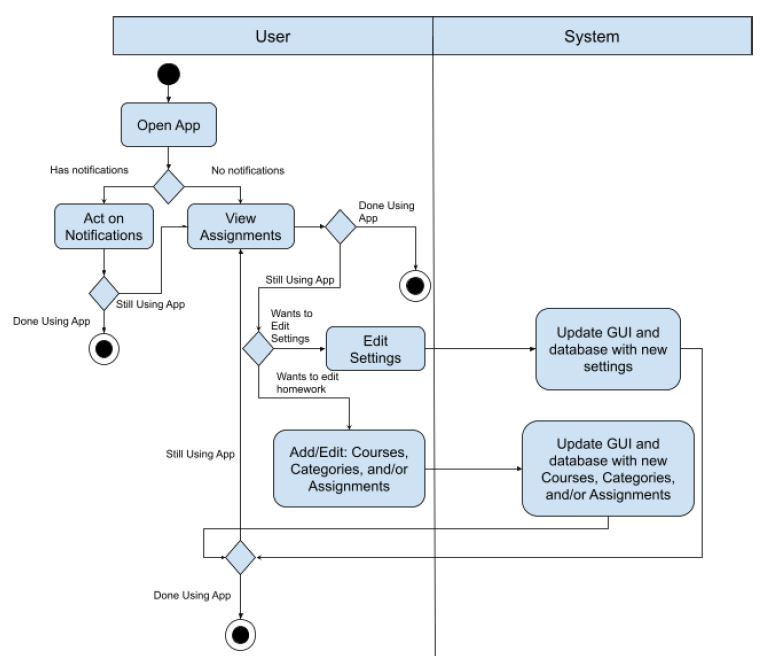 User
System
Open App
Has notifications
No notifications
Act on
Notifications
View
Assignments
Done Using
App
Still Using App
Still Using App
Done Using App
Wants to
Edit
Settings
Edit
Settings
Update GUI and
database with new
settings
Wants to edit
homework
Add/Edit: Courses,
Categories, and/or
Assignments
Update GUI and
database with new
Courses, Categories,
and/or Assignments
Still Using App
Done Using App